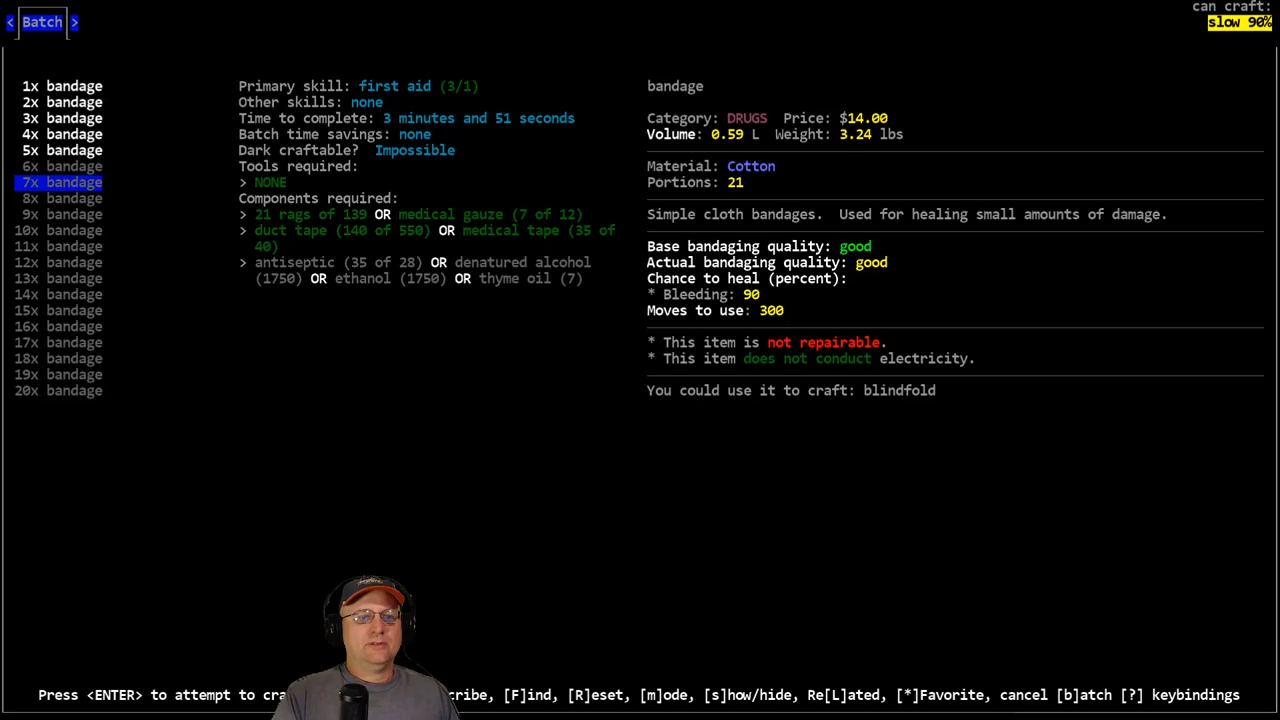 can craft:
< Batch >
slow 90%
1x bandage
2x bandage
3x bandage
4x bandage
5x bandage
6x bandage
7x bandage
8x bandage
9x bandage
10x bandage
11x bandage
12x bandage
13x bandage
14x bandage
15x bandage
16x bandage
17x bandage
18x bandage
19x bandage
20x bandage
Primary skill: first aid (3/1)
Other skills: none
Time to complete: 3 minutes and 51 seconds
Batch time savings: none
Dark craftable? Impossible
Tools required:
> NONE
Components required:
> 21 rags of 139 OR medical gauze (7 of 12)
> duct tape (140 of 550) OR medical tape (35 of
40)
> antiseptic (35 of 28) OR denatured alcohol
(1750) OR ethanol (1750) OR thyme oil (7)
bandage
Category: DRUGS Price: $14.00
Volume: 0.59 L Weight: 3.24 lbs
Material: Cotton
Portions: 21
Simple cloth bandages. Used for healing small amounts of damage.
Base bandaging quality: good
Actual bandaging quality: good
Chance to heal (percent):
* Bleeding: 90
Moves to use: 300
* This item is not repairable.
* This item does not conduct electricity.
You could use it to craft: blindfold
Press <ENTER> to attempt to cra cribe, [F]ind, [R]eset, [m]ode, [s]how/hide, Re[L]ated, [*]Favorite, cancel [b]atch [?] keybindings